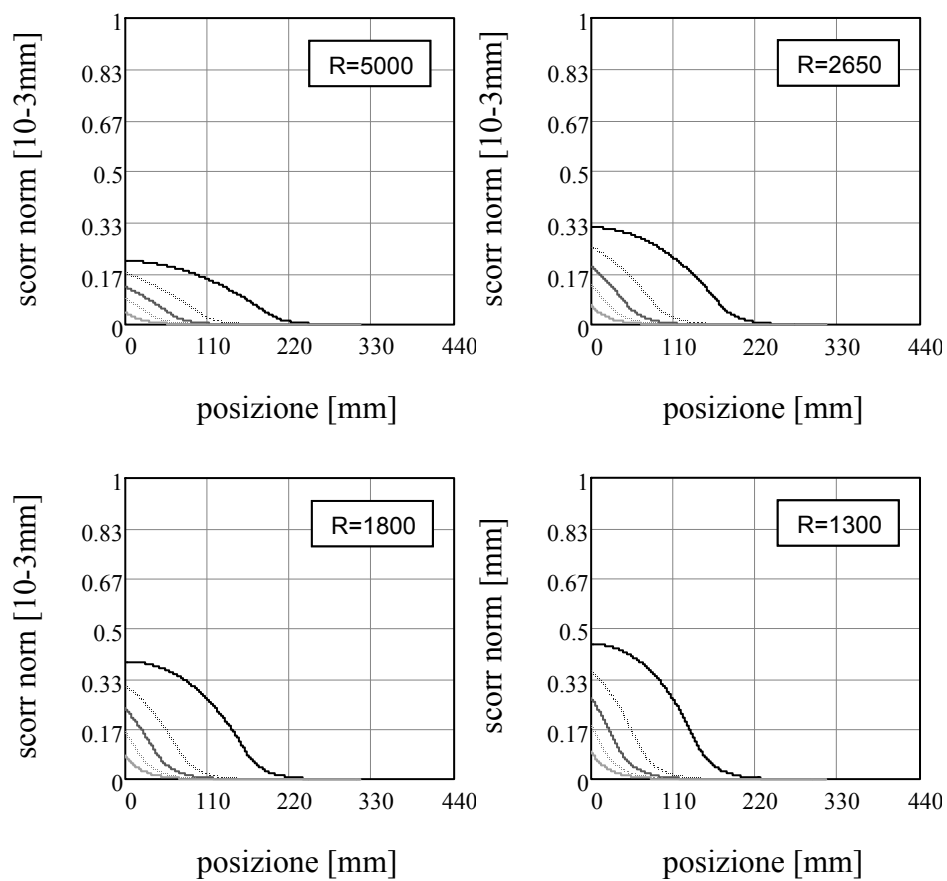 scorr norm [10-3mm]
1
0.83
0.67
0.5
0.33
0.17
0
R=5000
0 110 220 330 440
posizione [mm]
scorr norm [10-3mm]
1
0.83
0.67
0.5
0.33
0.17
0
R=2650
0 110 220 330 440
posizione [mm]
scorr norn [10-3mm]
1
0.83
0.67
0.5
0.33
0.17
0
R=1800
0 110 220 330 440
posizione [mm]
scorr norm [mm]
1
0.83
0.67
0.5
0.33
0.17
0
R=1300
0 110 220 330 440
posizione [mm]